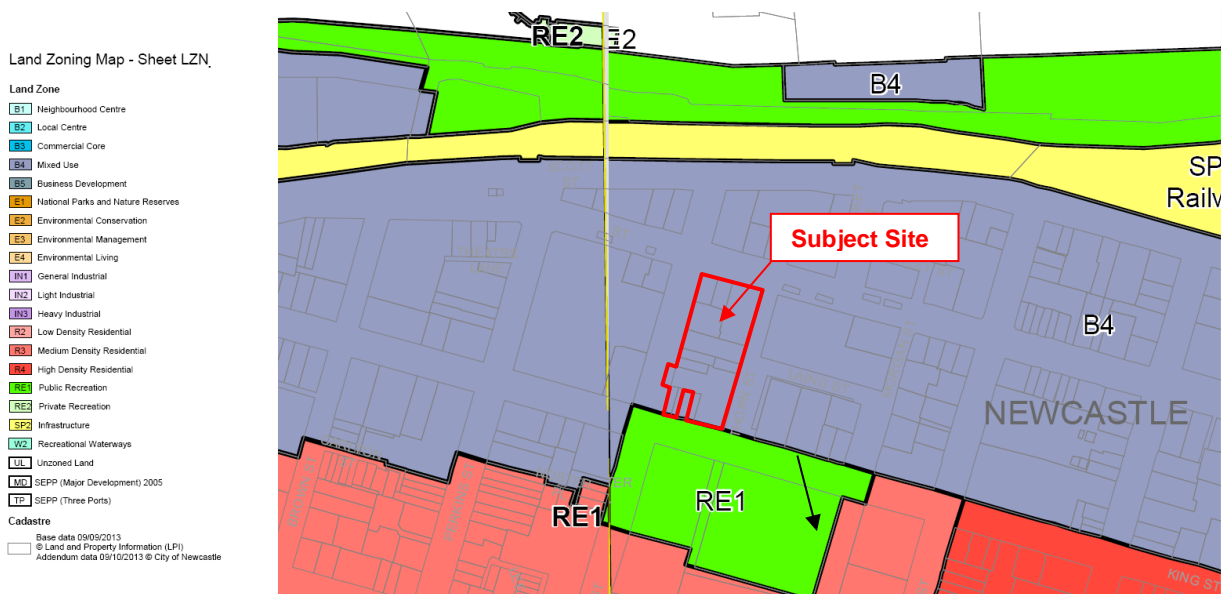 Land Zoning Map - Sheet LZN
Land Zone
B1 Neighbourhood Centre
B2 Local Centre
B3 Commercial Core
B4 Mixed Use
B5 Business Development
E1 National Parks and Nature Reserves
E2 Environmental Conservation
E3 Environmental Management
E4 Environmental Living
IN1 General Industrial
IN2 Light Industrial
IN3 Heavy Industrial
R2 Low Density Residential
R3 Medium Density Residential
R4 High Density Residential
RE1 Public Recreation
RE2 Private Recreation
SP2 Infrastructure
W2 Recreational Waterways
UL Unzoned Land
MD SEPP (Major Development) 2005
TP SEPP (Three Ports)
Cadastre
Base data 09/09/2013
© Land and Property Information (LPI)
Addendum data 09/10/2013 © City of Newcastle
RE2
B4
SP
Railw
Subject Site
B4
NEWCASTLE
RE1
RE1
KING ST